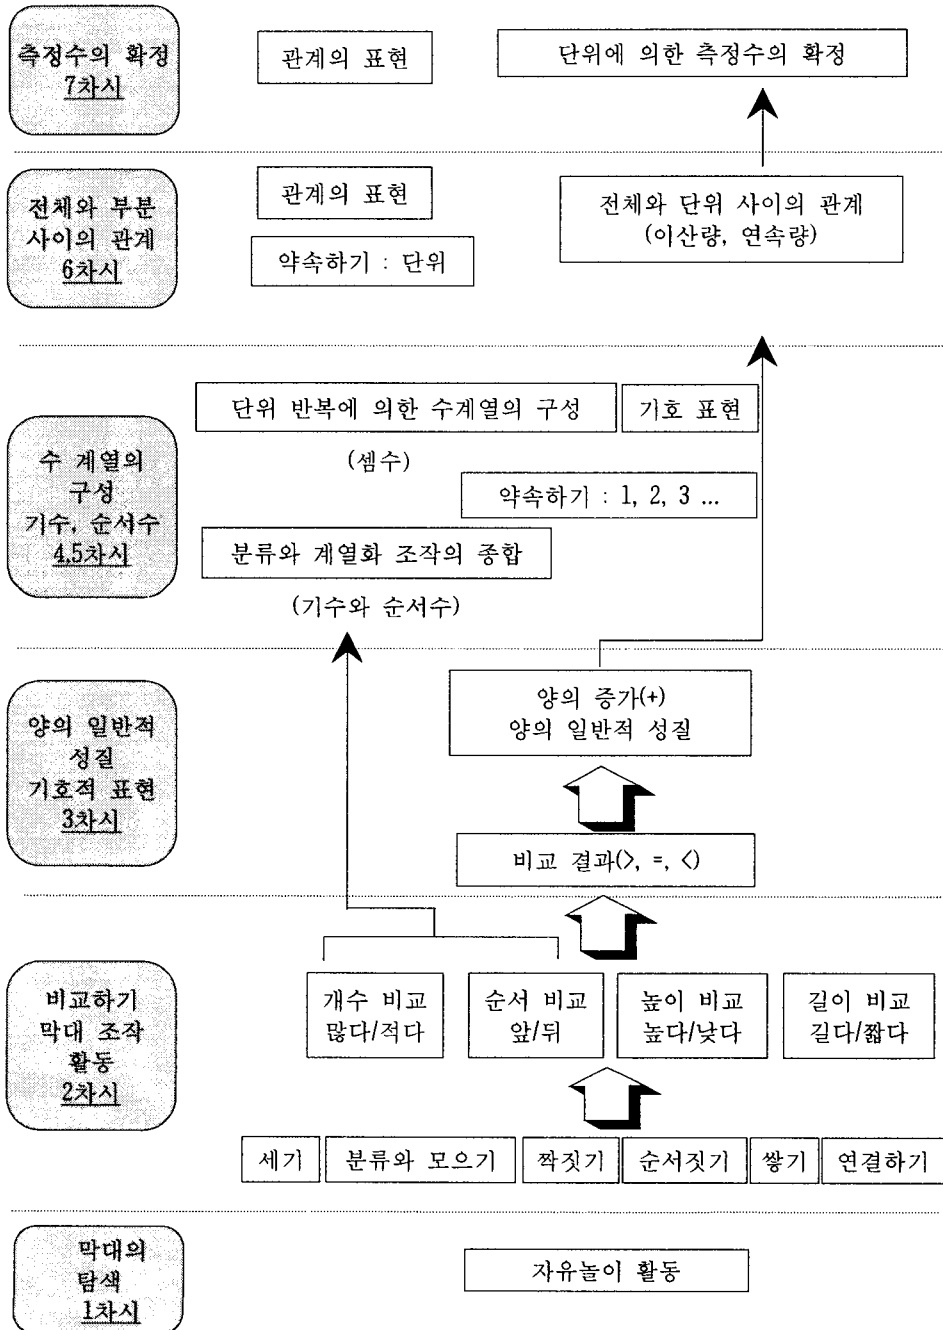 측정수의 확정
7차시
관계의 표현
단위에 의한 측정수의 확정
전체와 부분
사이의 관계
6차시
관계의 표현
약속하기 : 단위
전체와 단위 사이의 관계
(이산량, 연속량)
수 계열의
구성
기수, 순서수
4,5차시
단위 반복에 의한 수계열의 구성
기호 표현
(셈수)
약속하기 : 1, 2, 3 ...
분류와 계열화 조작의 종합
(기수와 순서수)
양의 일반적
성질
기호적 표현
3차시
양의 증가(+)
양의 일반적 성질
비교 결과(>, =, <)
비교하기
막대 조작
활동
2차시
개수 비교
많다/적다
순서 비교
앞/뒤
높이 비교
높다/낮다
길이 비교
길다/짧다
세기
분류와 모으기
짝짓기
순서짓기
쌓기
연결하기
막대의
탐색
1차시
자유놀이 활동